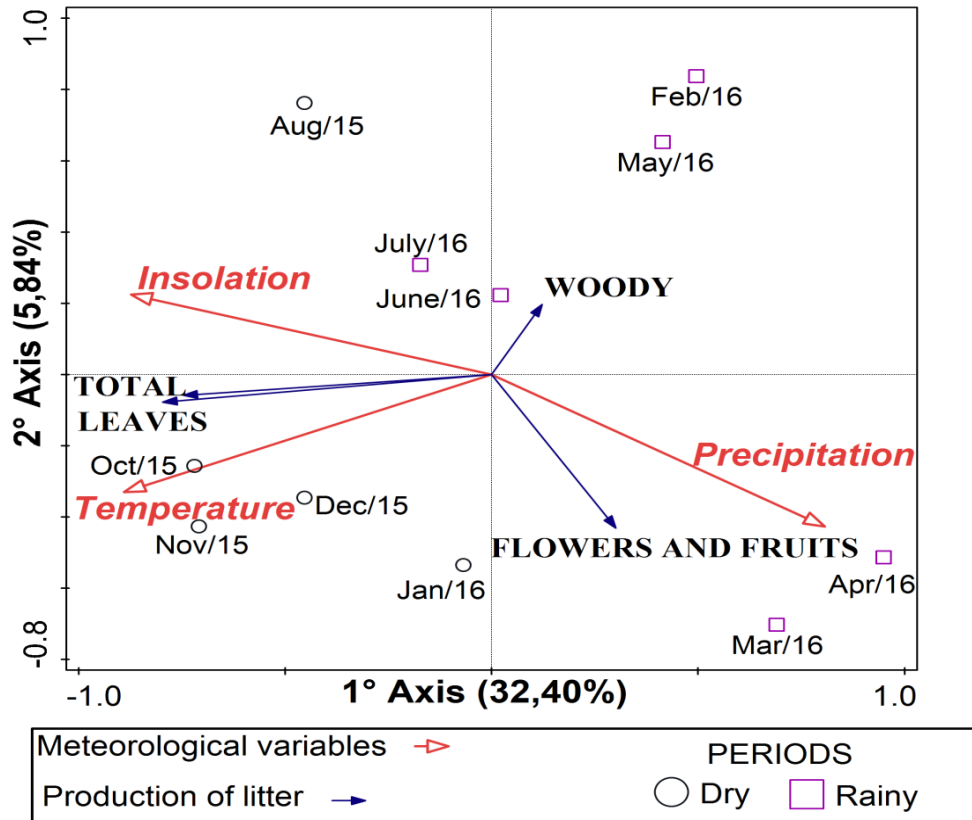 1.0
Feb/16
Aug/15
May/16
July/16
Insolation
June/16
WOODY
2° Axis (5,84%)
TOTAL
LEAVES
Precipitation
Oct/15
Temperature
Dec/15
Nov/15
FLOWERS AND FRUITS
Jan/16
Apr/16
Mar/16
-0.8
-1.0
1° Axis (32,40%)
1.0
Meteorological variables
PERIODS
Production of litter
Dry
Rainy